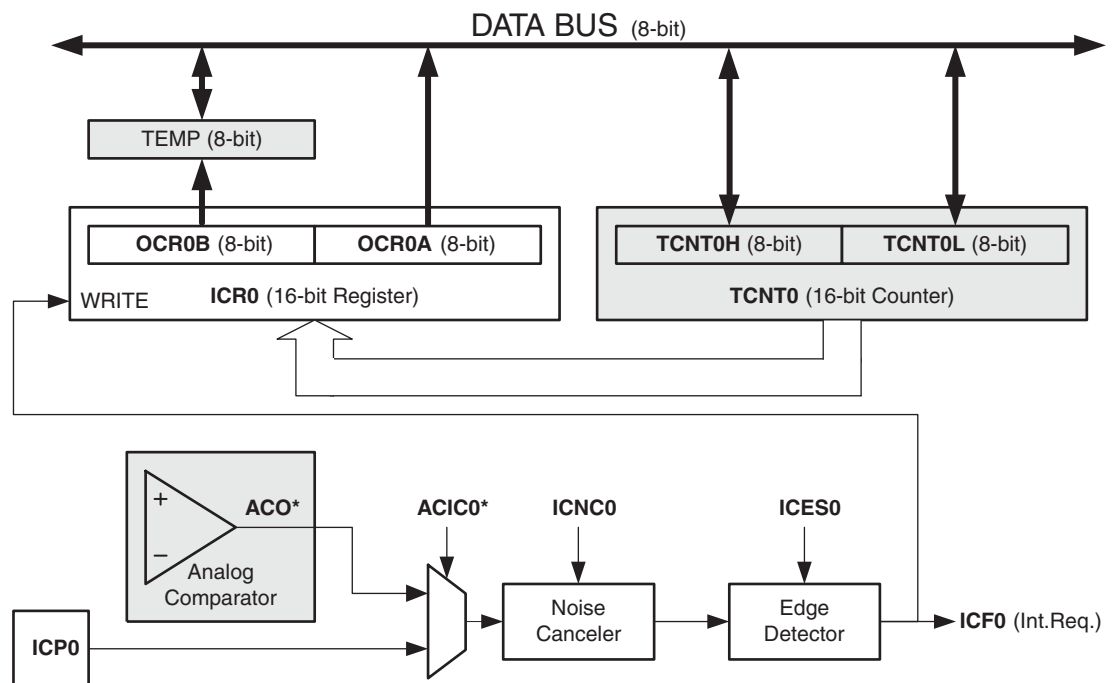 DATA BUS (8-bit)
TEMP (8-bit)
OCR0B (8-bit)
OCR0A (8-bit)
TCNT0H (8-bit)
TCNT0L (8-bit)
WRITE
ICR0 (16-bit Register)
TCNT0 (16-bit Counter)
+
−
ACO*
Analog
Comparator
ACIC0*
ICNC0
ICES0
ICP0
Noise
Canceler
Edge
Detector
ICF0 (Int.Req.)